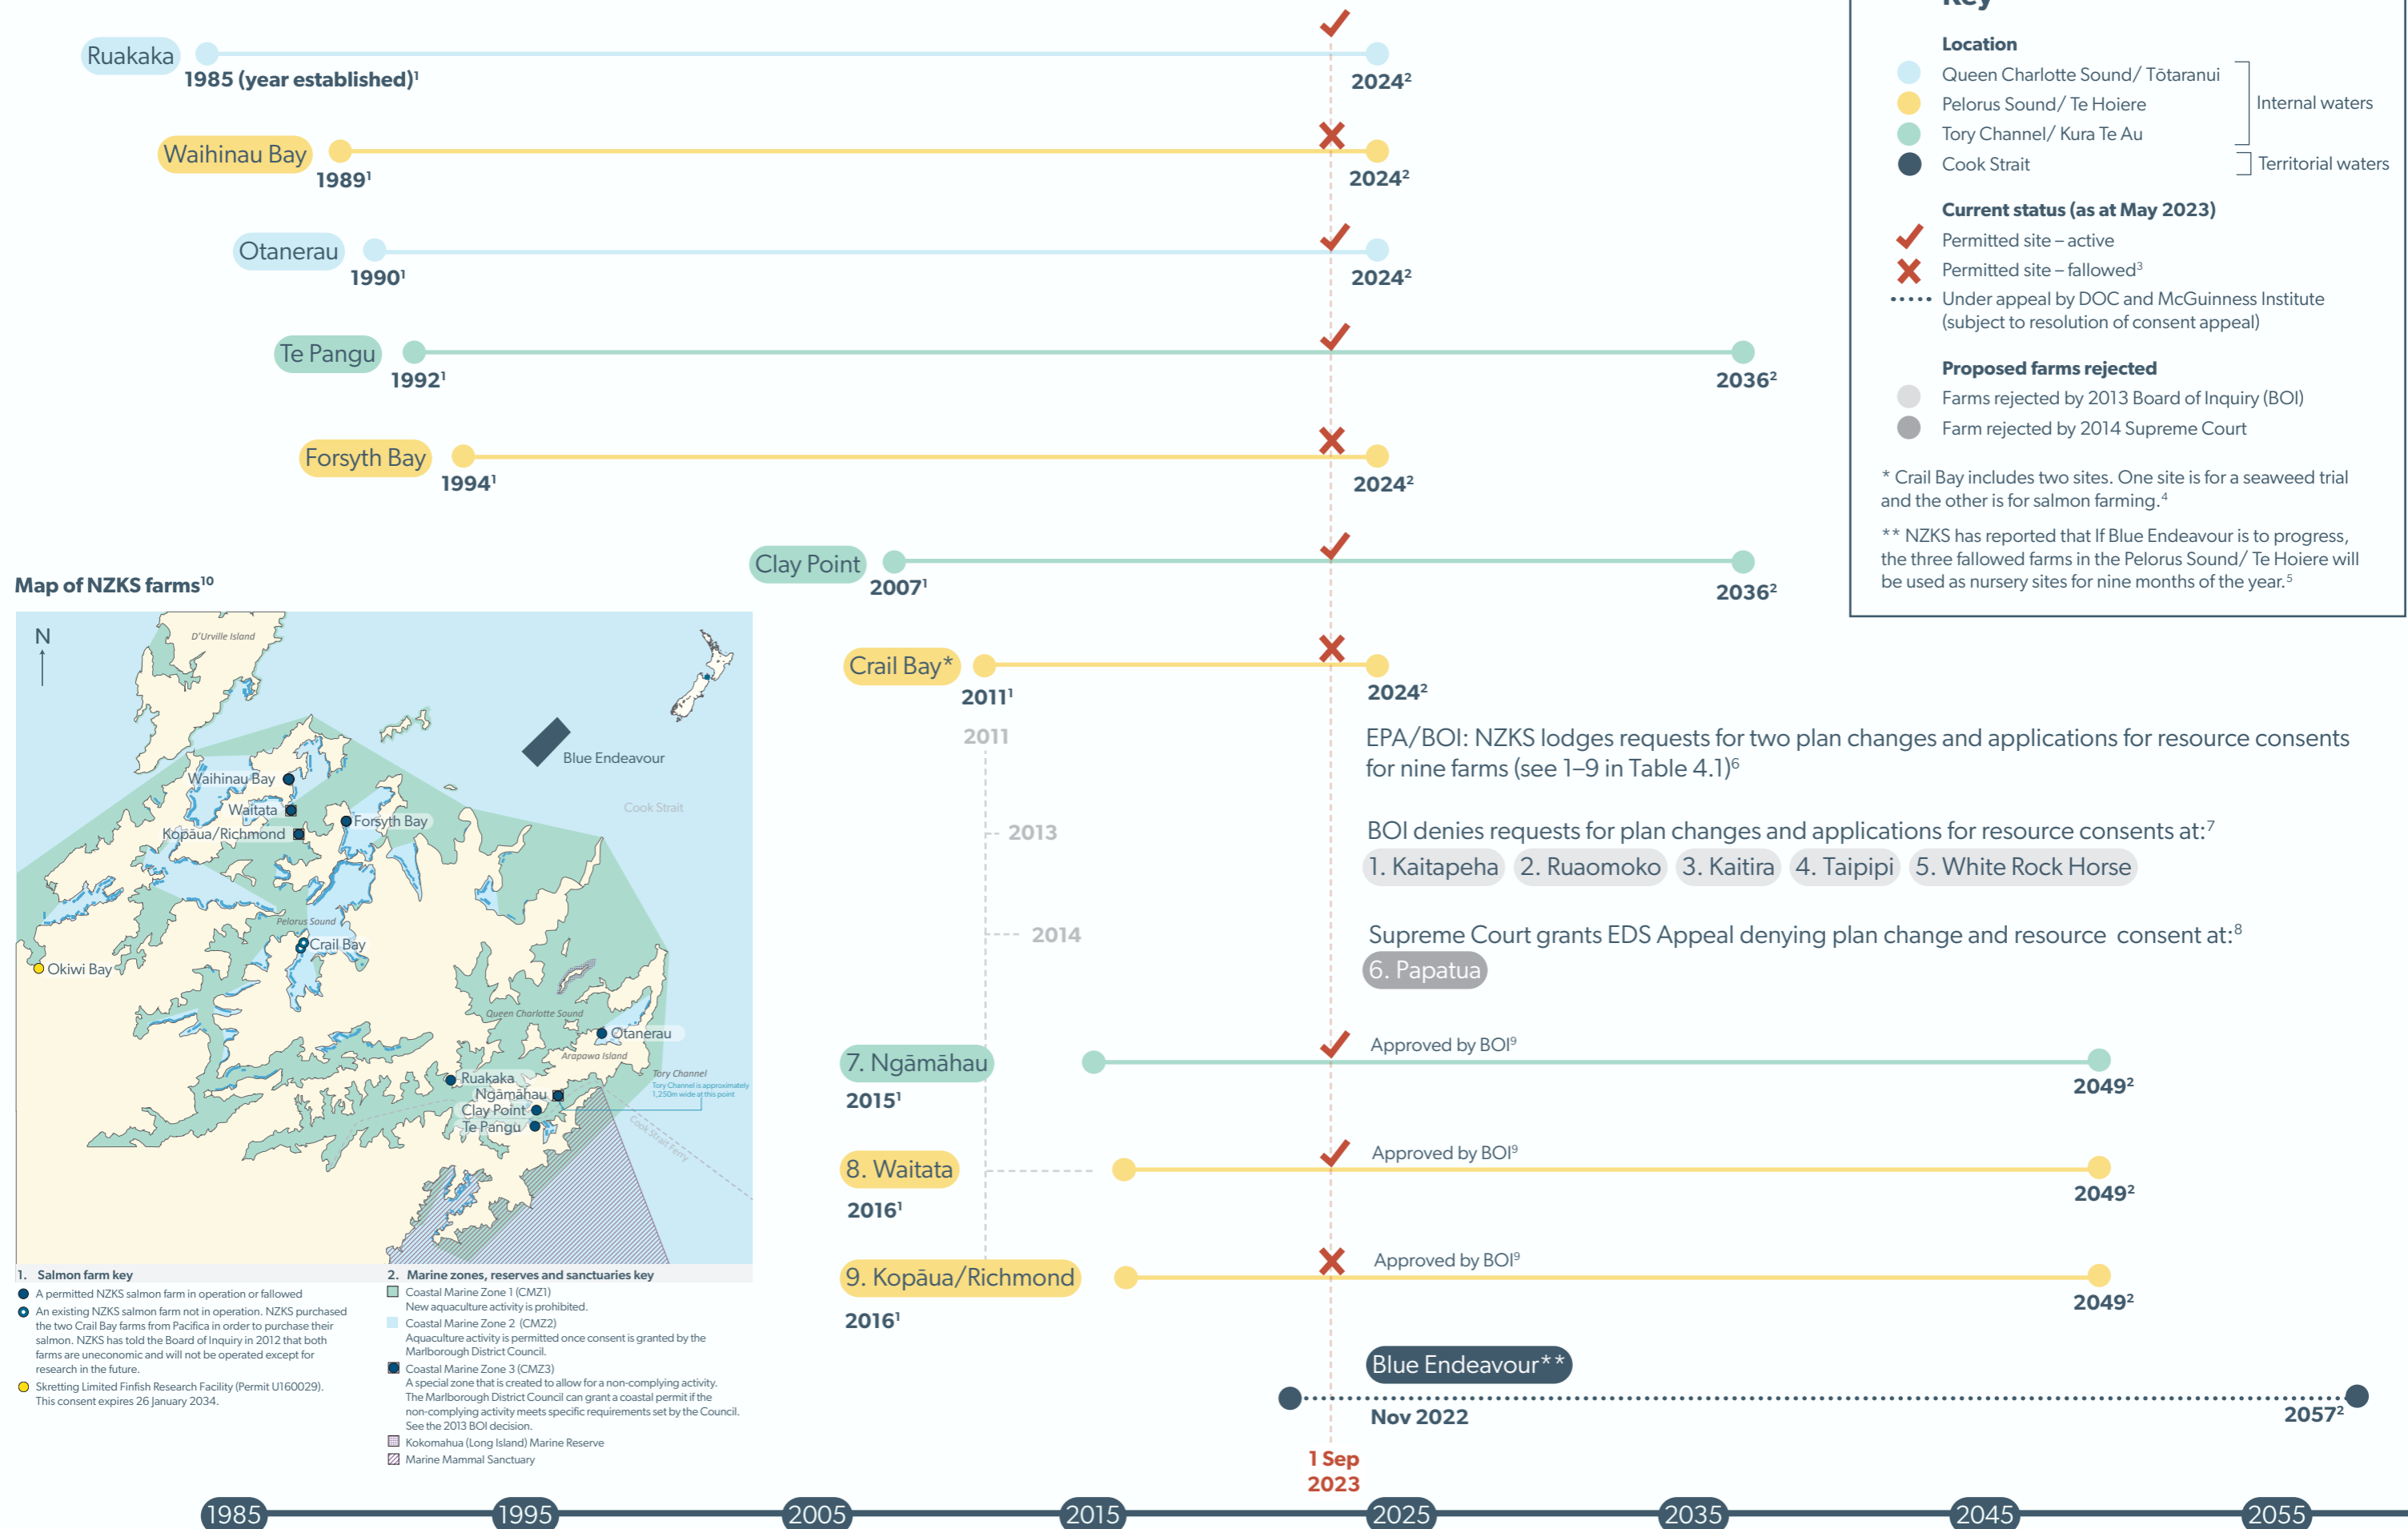 Key
Location
Queen Charlotte Sound/ Tōtaranui
Pelorus Sound/ Te Hoiere
Tory Channel/ Kura Te Au
Internal waters
Cook Strait
Territorial waters
Current status (as at May 2023)
Permitted site – active
Permitted site – fallowed³
Under appeal by DOC and McGuinness Institute
(subject to resolution of consent appeal)
Proposed farms rejected
Farms rejected by 2013 Board of Inquiry (BOI)
Farm rejected by 2014 Supreme Court
* Crail Bay includes two sites. One site is for a seaweed trial
and the other is for salmon farming.⁴
** NZKS has reported that If Blue Endeavour is to progress,
the three fallowed farms in the Pelorus Sound/ Te Hoiere will
be used as nursery sites for nine months of the year.⁵
Ruakaka
1985 (year established)¹
2024²
Waihinau Bay
1989¹
2024²
Otanerau
1990¹
2024²
Te Pangu
1992¹
2036²
Forsyth Bay
1994¹
2024²
Clay Point
2007¹
2036²
Crail Bay*
2011¹
2024²
2011
EPA/BOI: NZKS lodges requests for two plan changes and applications for resource consents
for nine farms (see 1–9 in Table 4.1)⁶
2013
BOI denies requests for plan changes and applications for resource consents at:⁷
1. Kaitapeha 2. Ruaomoko 3. Kaitira 4. Taipipi 5. White Rock Horse
2014
Supreme Court grants EDS Appeal denying plan change and resource consent at:⁸
6. Papatua
7. Ngāmāhau
2015¹
Approved by BOI⁹
2049²
8. Waitata
2016¹
Approved by BOI⁹
2049²
9. Kopāua/Richmond
2016¹
Approved by BOI⁹
2049²
Blue Endeavour**
Nov 2022
2057²
1 Sep
2023
1985
1995
2005
2015
2025
2035
2045
2055
Map of NZKS farms¹⁰
N
D'Urville Island
Blue Endeavour
Cook Strait
Waihinau Bay
Waitata
Kopāua/Richmond
Forsyth Bay
Pelorus Sound
Crail Bay
Okiwi Bay
Queen Charlotte Sound
Otanerau
Arapawa Island
Ruakaka
Tory Channel
Tory Channel is approximately
1,250m wide at this point
Ngāmāhau
Clay Point
Te Pangu
Cook Strait Ferry
1. Salmon farm key
A permitted NZKS salmon farm in operation or fallowed
An existing NZKS salmon farm not in operation. NZKS purchased
the two Crail Bay farms from Pacifica in order to purchase their
salmon. NZKS has told the Board of Inquiry in 2012 that both
farms are uneconomic and will not be operated except for
research in the future.
Skretting Limited Finfish Research Facility (Permit U160029).
This consent expires 26 January 2034.
2. Marine zones, reserves and sanctuaries key
Coastal Marine Zone 1 (CMZ1)
New aquaculture activity is prohibited.
Coastal Marine Zone 2 (CMZ2)
Aquaculture activity is permitted once consent is granted by the
Marlborough District Council.
Coastal Marine Zone 3 (CMZ3)
A special zone that is created to allow for a non-complying activity.
The Marlborough District Council can grant a coastal permit if the
non-complying activity meets specific requirements set by the Council.
See the 2013 BOI decision.
Kokomahua (Long Island) Marine Reserve
Marine Mammal Sanctuary